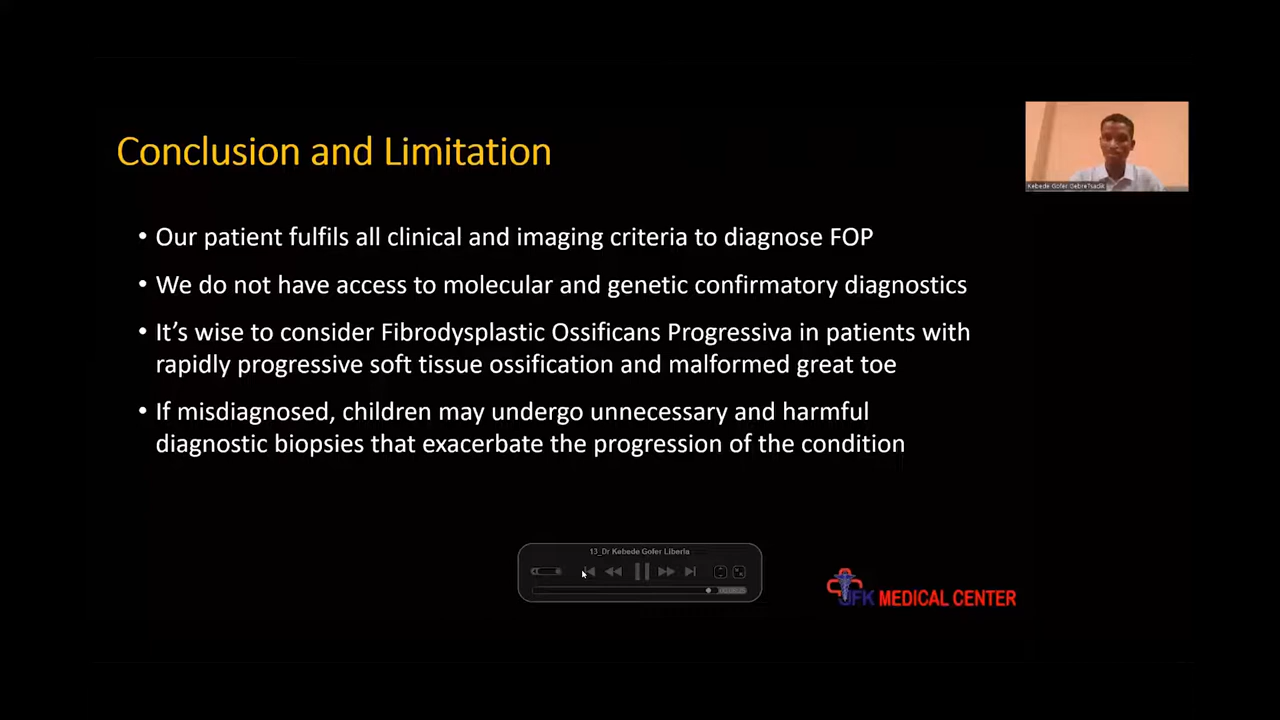 Conclusion and Limitation
Kebede Gofer GebreTsadik
• Our patient fulfils all clinical and imaging criteria to diagnose FOP
• We do not have access to molecular and genetic confirmatory diagnostics
• It's wise to consider Fibrodysplastic Ossificans Progressiva in patients with
rapidly progressive soft tissue ossification and malformed great toe
• If misdiagnosed, children may undergo unnecessary and harmful
diagnostic biopsies that exacerbate the progression of the condition
13_Dr Kebede Gofer Liberia
JFK MEDICAL CENTER